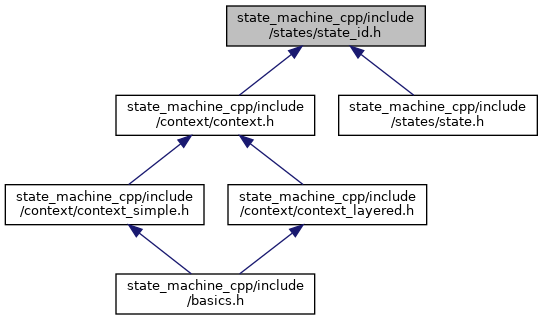 state_machine_cpp/include
/states/state_id.h
state_machine_cpp/include
/context/context.h
state_machine_cpp/include
/states/state.h
state_machine_cpp/include
/context/context_simple.h
state_machine_cpp/include
/context/context_layered.h
state_machine_cpp/include
/basics.h